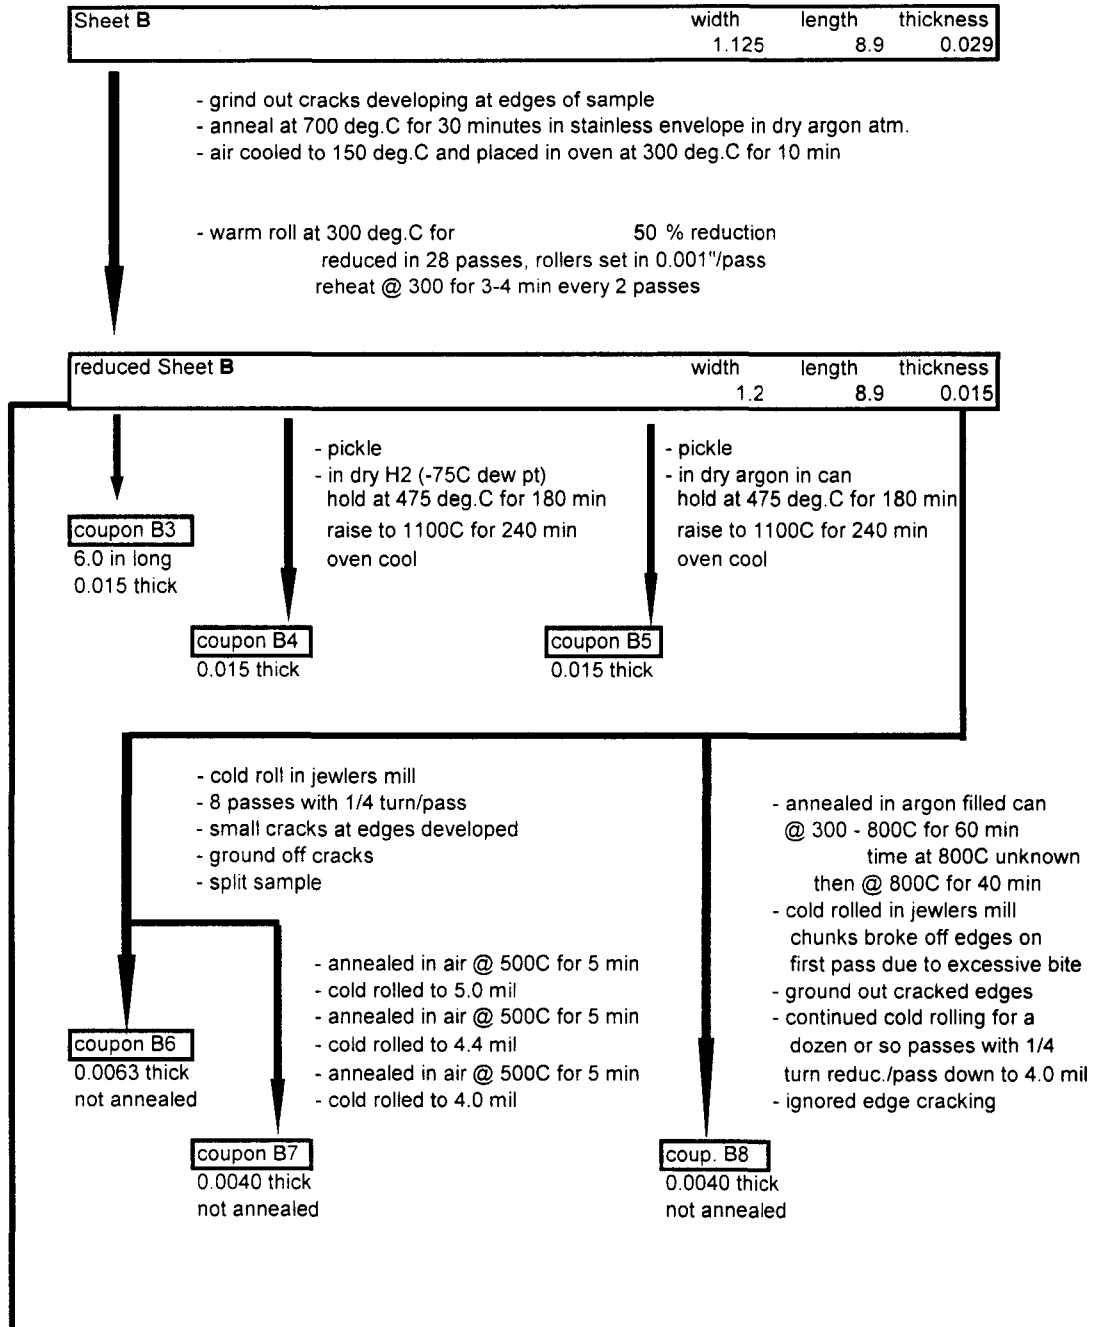 Sheet B width length thickness
1.125 8.9 0.029
- grind out cracks developing at edges of sample
- anneal at 700 deg.C for 30 minutes in stainless envelope in dry argon atm.
- air cooled to 150 deg.C and placed in oven at 300 deg.C for 10 min
- warm roll at 300 deg.C for 50 % reduction
reduced in 28 passes, rollers set in 0.001"/pass
reheat @ 300 for 3-4 min every 2 passes
reduced Sheet B width length thickness
1.2 8.9 0.015
coupon B3
6.0 in long
0.015 thick
- pickle
- in dry H2 (-75C dew pt)
hold at 475 deg.C for 180 min
raise to 1100C for 240 min
oven cool
coupon B4
0.015 thick
- pickle
- in dry argon in can
hold at 475 deg.C for 180 min
raise to 1100C for 240 min
oven cool
coupon B5
0.015 thick
- cold roll in jewlers mill
- 8 passes with 1/4 turn/pass
- small cracks at edges developed
- ground off cracks
- split sample
coupon B6
0.0063 thick
not annealed
- annealed in air @ 500C for 5 min
- cold rolled to 5.0 mil
- annealed in air @ 500C for 5 min
- cold rolled to 4.4 mil
- annealed in air @ 500C for 5 min
- cold rolled to 4.0 mil
coupon B7
0.0040 thick
not annealed
- annealed in argon filled can
@ 300 - 800C for 60 min
time at 800C unknown
then @ 800C for 40 min
- cold rolled in jewlers mill
chunks broke off edges on
first pass due to excessive bite
- ground out cracked edges
- continued cold rolling for a
dozen or so passes with 1/4
turn reduc./pass down to 4.0 mil
- ignored edge cracking
coup. B8
0.0040 thick
not annealed